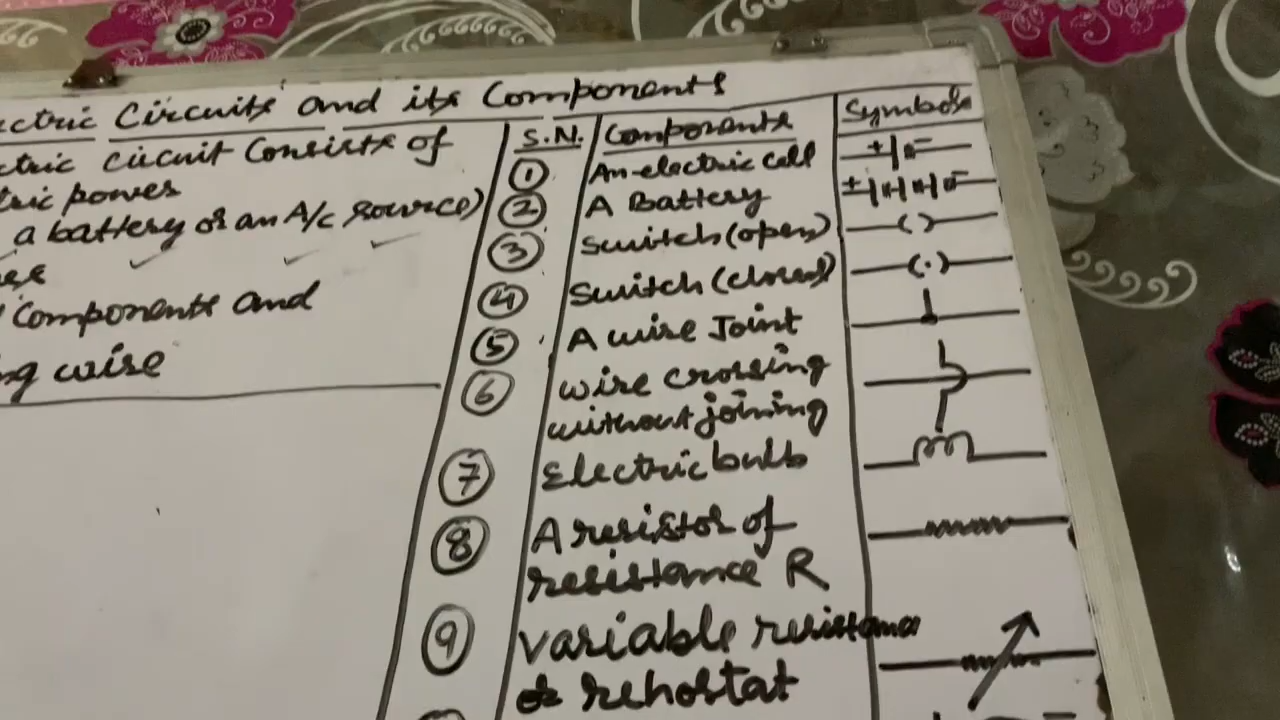 ctric Circuits and its Components
ctric circuit consists of
tric power
a battery or an A/c source)
Components and
ng wire
S.N. Components Symbols
1 An electric cell + -
2 A Battery + -
3 Switch (open) ( )
4 Switch (closed) (.)
5 A wire Joint
6 wire crossing
without joining
7 Electric bulb
8 A resistor of
resistance R
9 variable resistance
or rehostat